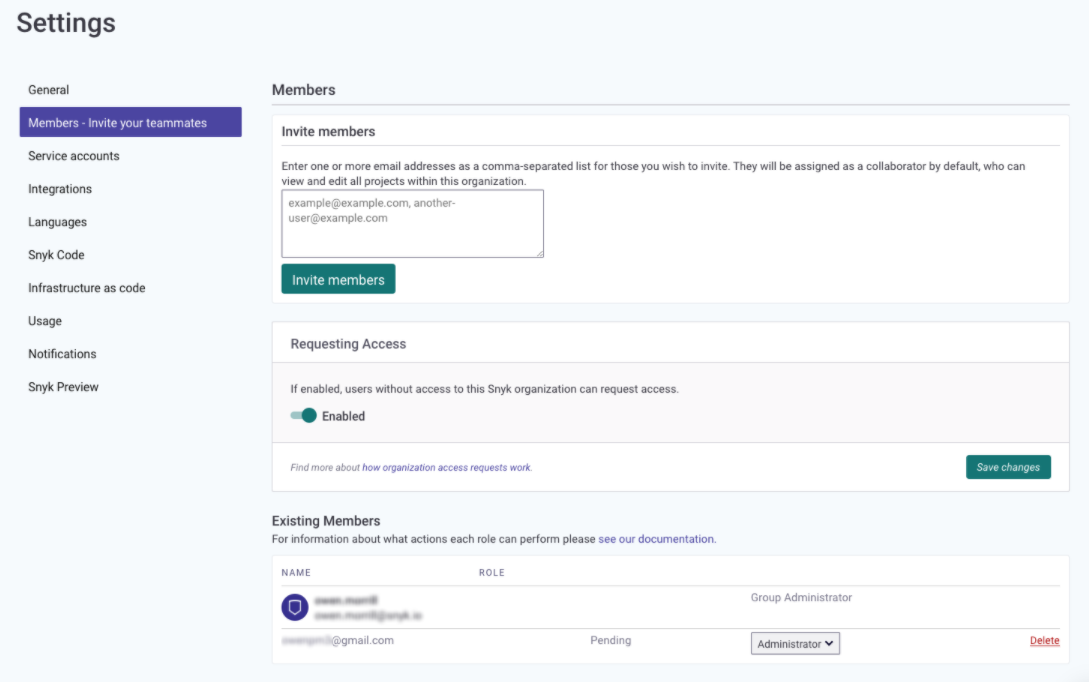 Settings
General
Members - Invite your teammates
Service accounts
Integrations
Languages
Snyk Code
Infrastructure as code
Usage
Notifications
Snyk Preview
Members
Invite members
Enter one or more email addresses as a comma-separated list for those you wish to invite. They will be assigned as a collaborator by default, who can
view and edit all projects within this organization.
example@example.com, another-
user@example.com
Invite members
Requesting Access
If enabled, users without access to this Snyk organization can request access.
Enabled
Find more about how organization access requests work.
Save changes
Existing Members
For information about what actions each role can perform please see our documentation.
NAME ROLE
Group Administrator
@gmail.com Pending Administrator Delete